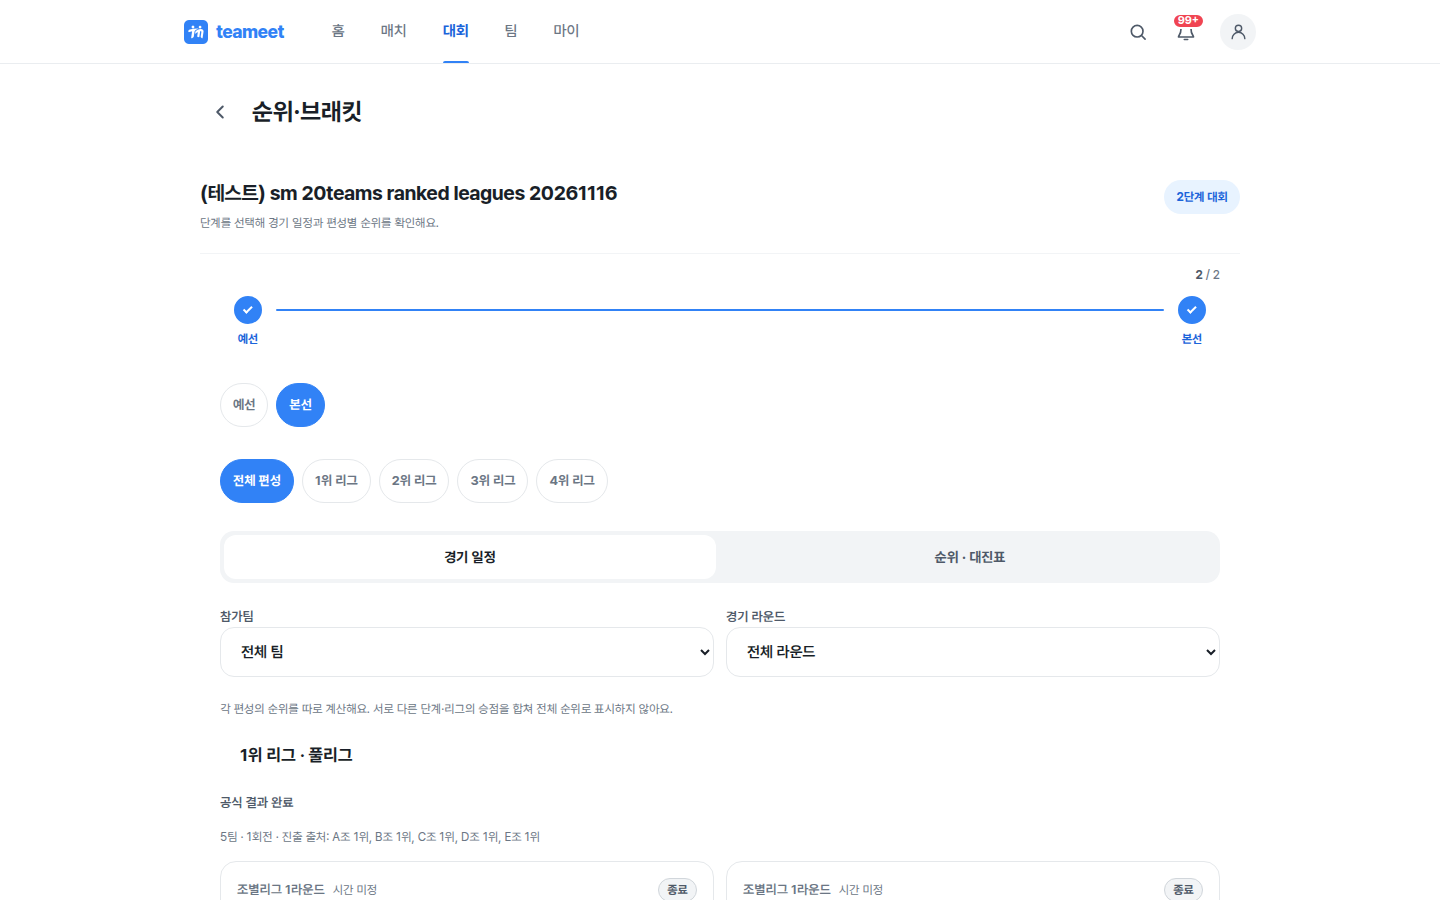 teameet
홈
매치
대회
팀
마이
99+
순위·브래킷
(테스트) sm 20teams ranked leagues 20261116
2단계 대회
단계를 선택해 경기 일정과 편성별 순위를 확인해요.
2 / 2
예선
본선
예선
본선
전체 편성
1위 리그
2위 리그
3위 리그
4위 리그
경기 일정
순위 · 대진표
참가팀
경기 라운드
전체 팀
전체 라운드
각 편성의 순위를 따로 계산해요. 서로 다른 단계·리그의 승점을 합쳐 전체 순위로 표시하지 않아요.
1위 리그 · 풀리그
공식 결과 완료
5팀 · 1회전 · 진출 출처: A조 1위, B조 1위, C조 1위, D조 1위, E조 1위
조별리그 1라운드 시간 미정
종료
조별리그 1라운드 시간 미정
종료